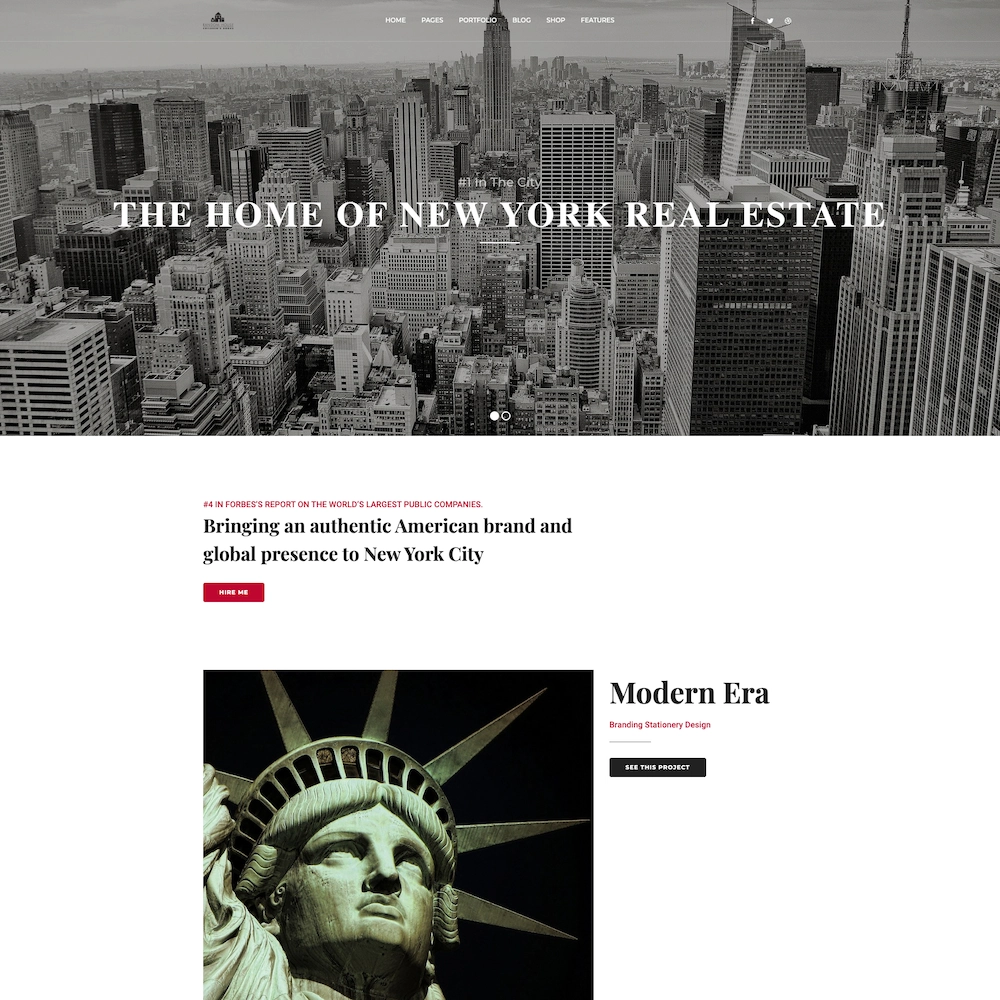 HOME PAGES PORTFOLIO BLOG SHOP FEATURES
#1 In The City
THE HOME OF NEW YORK REAL ESTATE
#4 IN FORBES'S REPORT ON THE WORLD'S LARGEST PUBLIC COMPANIES.
Bringing an authentic American brand and
global presence to New York City
HIRE ME
Modern Era
Branding Stationery Design
SEE THIS PROJECT